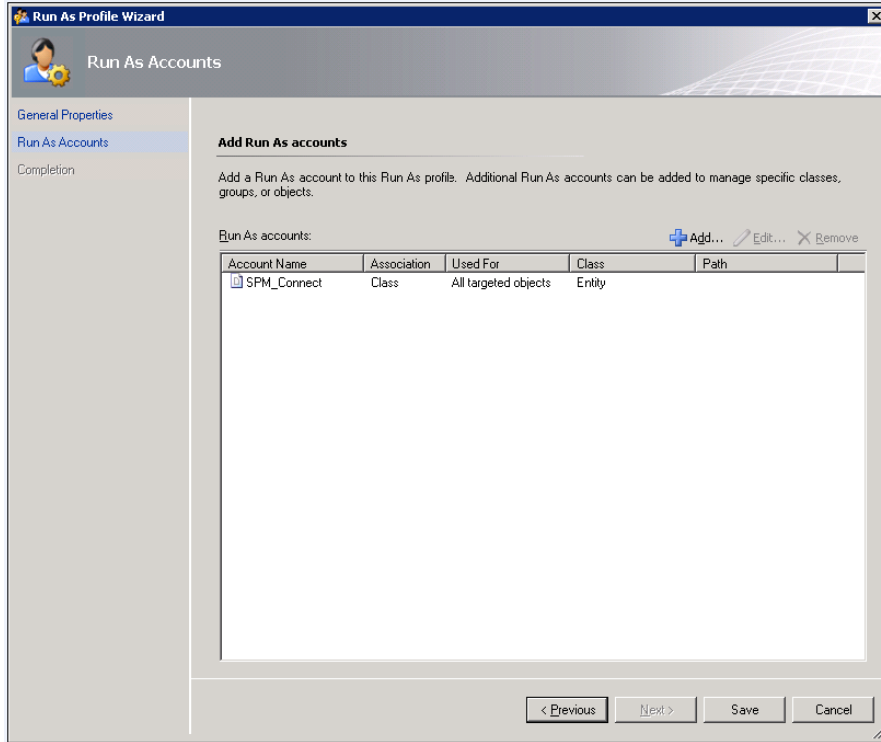 Run As Profile Wizard
Run As Accounts
General Properties
Run As Accounts
Completion
Add Run As accounts
Add a Run As account to this Run As profile. Additional Run As accounts can be added to manage specific classes,
groups, or objects.
Run As accounts:
Add... Edit... Remove
Account Name Association Used For Class Path
SPM_Connect Class All targeted objects Entity
< Previous Next > Save Cancel